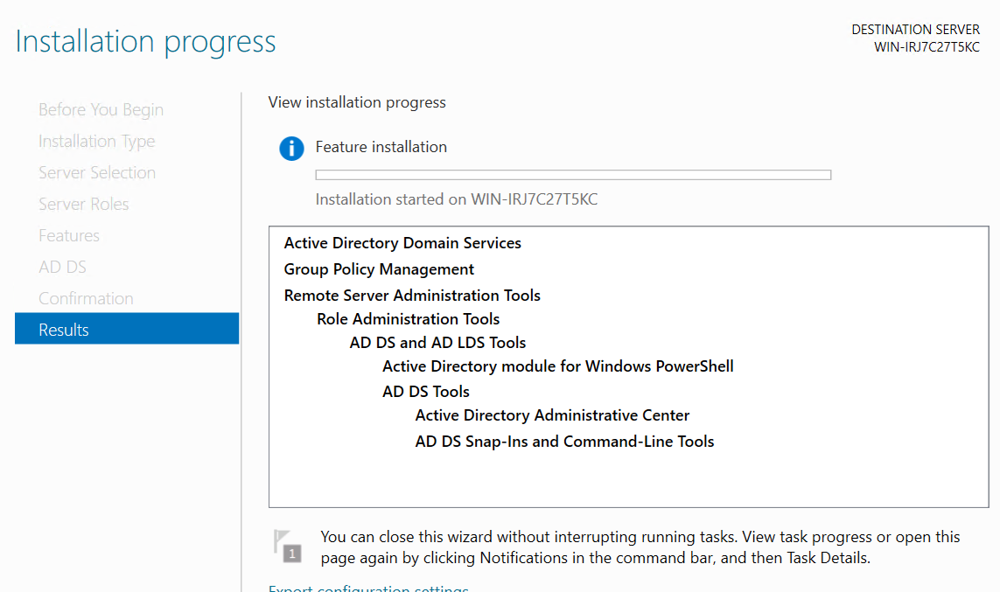 Installation progress
DESTINATION SERVER
WIN-IRJ7C27T5KC
Before You Begin
Installation Type
Server Selection
Server Roles
Features
AD DS
Confirmation
Results
View installation progress
Feature installation
Installation started on WIN-IRJ7C27T5KC
Active Directory Domain Services
Group Policy Management
Remote Server Administration Tools
Role Administration Tools
AD DS and AD LDS Tools
Active Directory module for Windows PowerShell
AD DS Tools
Active Directory Administrative Center
AD DS Snap-Ins and Command-Line Tools
1
You can close this wizard without interrupting running tasks. View task progress or open this
page again by clicking Notifications in the command bar, and then Task Details.
Export configuration settings